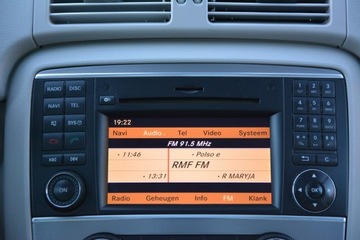 RADIO DISC
NAVI TEL
SYS
KBC DEF
ON
19:22
Navi Audio Tel Video Systeem
FM 91.5 MHz
11:46 Polso e
RMF FM
13:31 R MARYJA
Radio Geheugen Info FM Klank
1 2 3
4 5 6
7 8 9
* 0 #
OK